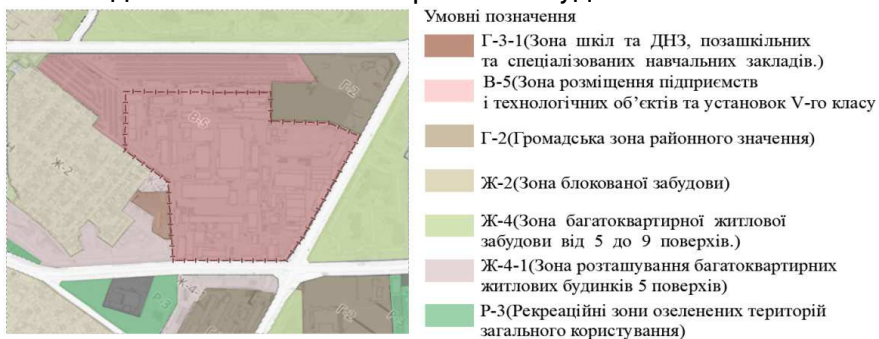 Умовні позначення
Г-3-1(Зона шкіл та ДНЗ, позашкільних
та спеціалізованих навчальних закладів.)
В-5(Зона розміщення підприємств
і технологічних об’єктів та установок V-го класу
Г-2(Громадська зона районного значення)
Ж-2(Зона блокованої забудови)
Ж-4(Зона багатоквартирної житлової
забудови від 5 до 9 поверхів.)
Ж-4-1(Зона розташування багатоквартирних
житлових будинків 5 поверхів)
Р-3(Рекреаційні зони озеленених територій
загального користування)
Г-2
В-5
Ж-2
Р-3
Ж-4-
Г-2